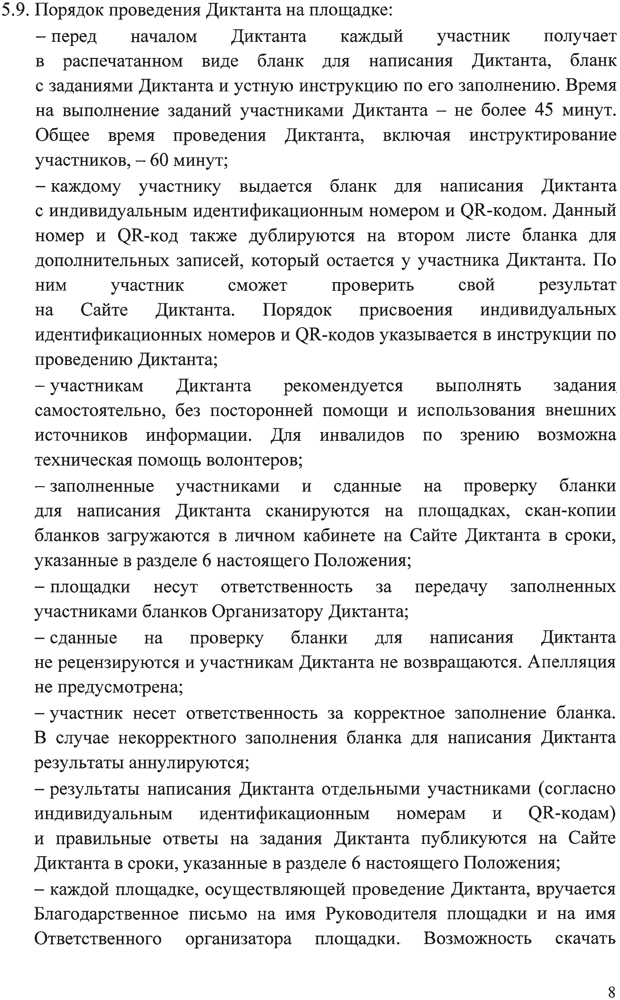 5.9. Порядок проведения Диктанта на площадке:
– перед началом Диктанта каждый участник получает
в распечатанном виде бланк для написания Диктанта, бланк
с заданиями Диктанта и устную инструкцию по его заполнению. Время
на выполнение заданий участниками Диктанта – не более 45 минут.
Общее время проведения Диктанта, включая инструктирование
участников, – 60 минут;
– каждому участнику выдается бланк для написания Диктанта
с индивидуальным идентификационным номером и QR-кодом. Данный
номер и QR-код также дублируются на втором листе бланка для
дополнительных записей, который остается у участника Диктанта. По
ним участник сможет проверить свой результат
на Сайте Диктанта. Порядок присвоения индивидуальных
идентификационных номеров и QR-кодов указывается в инструкции по
проведению Диктанта;
– участникам Диктанта рекомендуется выполнять задания
самостоятельно, без посторонней помощи и использования внешних
источников информации. Для инвалидов по зрению возможна
техническая помощь волонтеров;
– заполненные участниками и сданные на проверку бланки
для написания Диктанта сканируются на площадках, скан-копии
бланков загружаются в личном кабинете на Сайте Диктанта в сроки,
указанные в разделе 6 настоящего Положения;
– площадки несут ответственность за передачу заполненных
участниками бланков Организатору Диктанта;
– сданные на проверку бланки для написания Диктанта
не рецензируются и участникам Диктанта не возвращаются. Апелляция
не предусмотрена;
– участник несет ответственность за корректное заполнение бланка.
В случае некорректного заполнения бланка для написания Диктанта
результаты аннулируются;
– результаты написания Диктанта отдельными участниками (согласно
индивидуальным идентификационным номерам и QR-кодам)
и правильные ответы на задания Диктанта публикуются на Сайте
Диктанта в сроки, указанные в разделе 6 настоящего Положения;
– каждой площадке, осуществляющей проведение Диктанта, вручается
Благодарственное письмо на имя Руководителя площадки и на имя
Ответственного организатора площадки. Возможность скачать
8